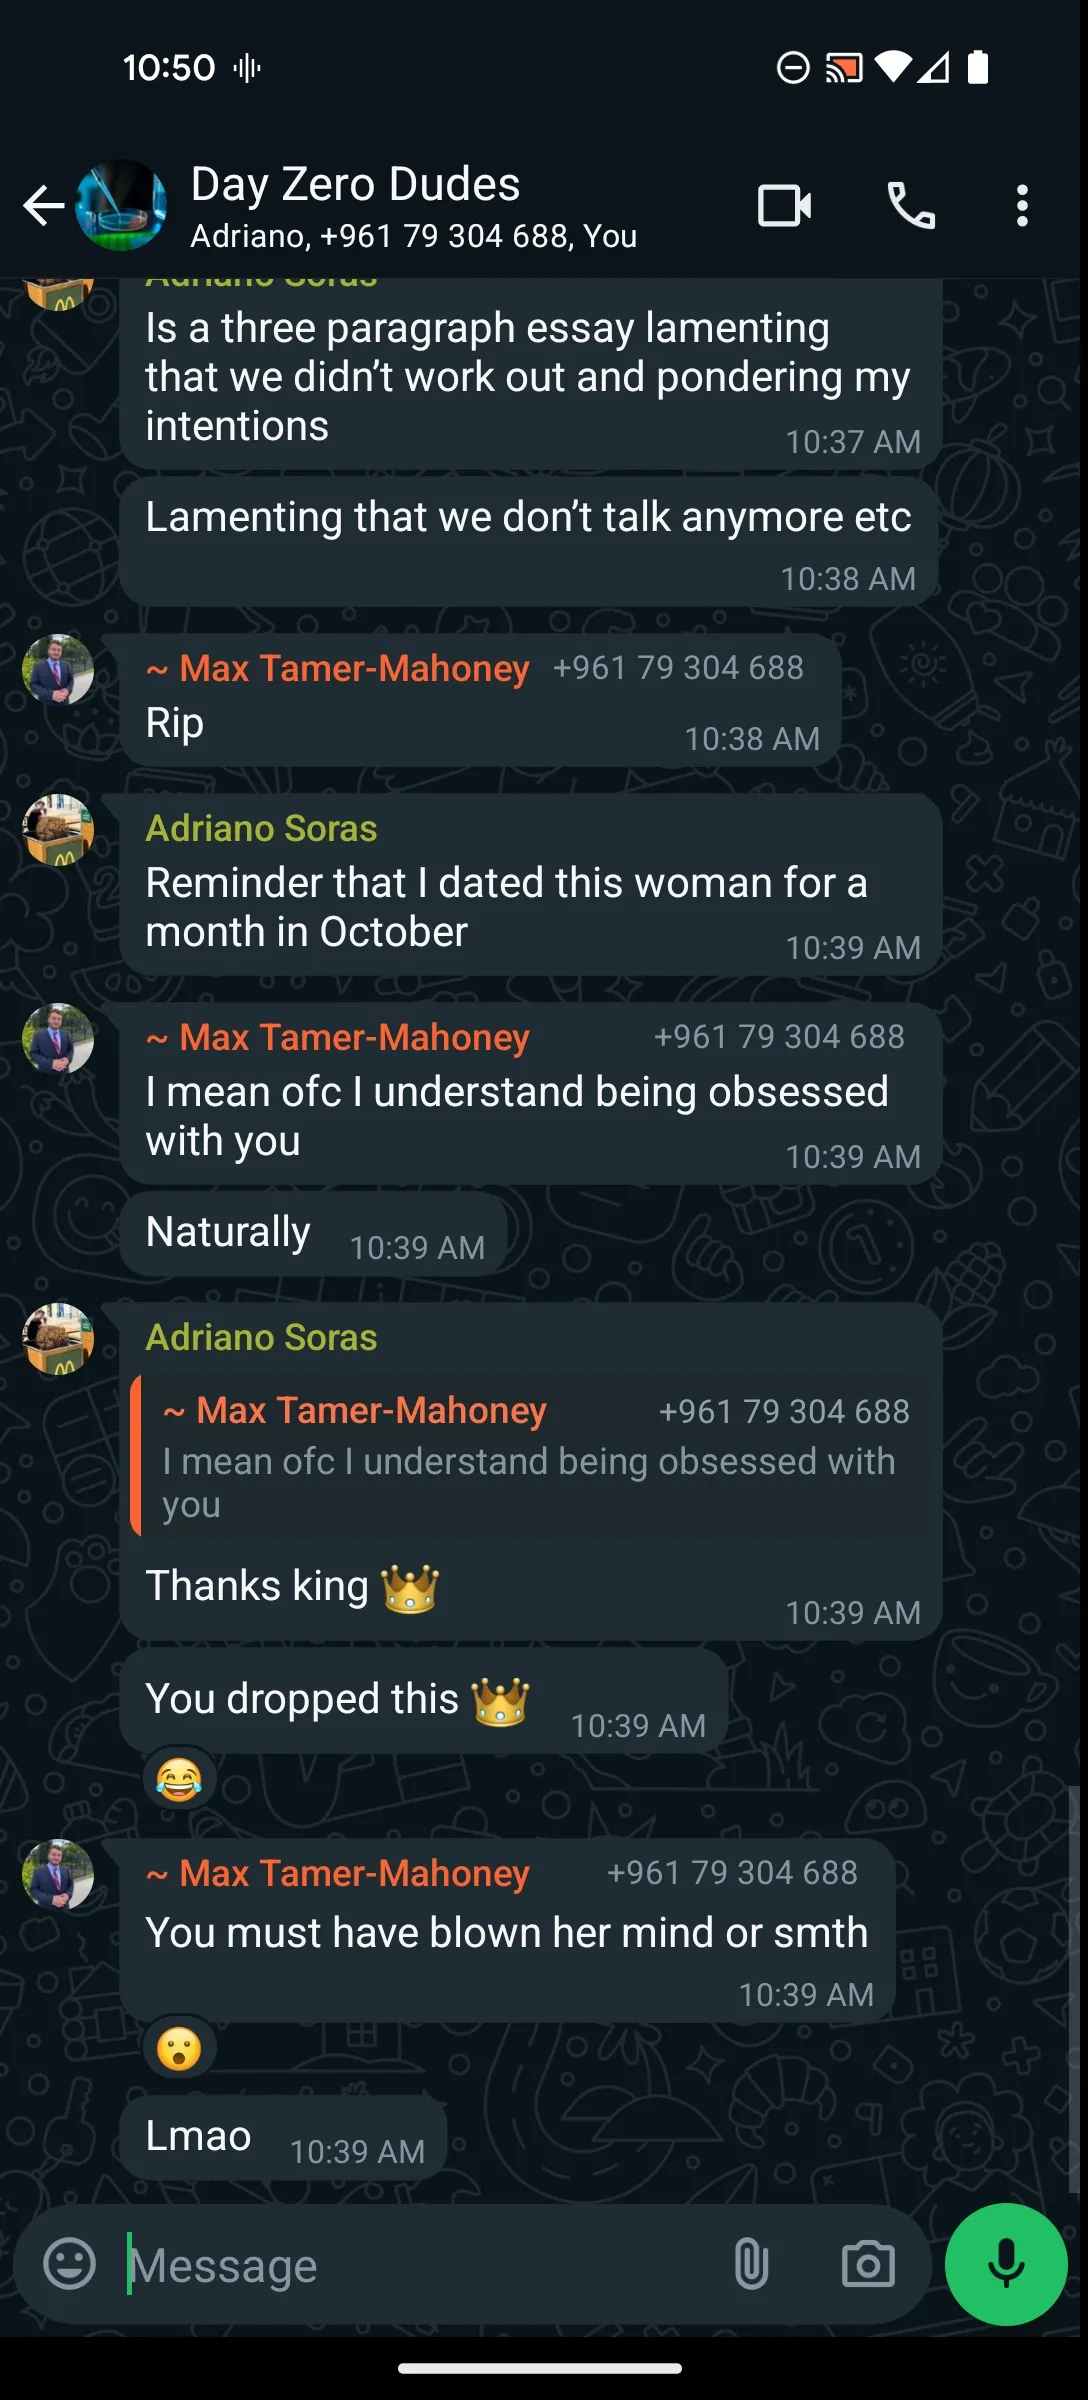 10:50
Day Zero Dudes
Adriano, +961 79 304 688, You
Adriano Soras
Is a three paragraph essay lamenting
that we didn’t work out and pondering my
intentions
10:37 AM
Lamenting that we don’t talk anymore etc
10:38 AM
~ Max Tamer-Mahoney +961 79 304 688
Rip
10:38 AM
Adriano Soras
Reminder that I dated this woman for a
month in October
10:39 AM
~ Max Tamer-Mahoney +961 79 304 688
I mean ofc I understand being obsessed
with you
10:39 AM
Naturally 10:39 AM
Adriano Soras
~ Max Tamer-Mahoney +961 79 304 688
I mean ofc I understand being obsessed with
you
Thanks king 👑
10:39 AM
You dropped this 👑 10:39 AM
😂
~ Max Tamer-Mahoney +961 79 304 688
You must have blown her mind or smth
10:39 AM
😮
Lmao 10:39 AM
Message